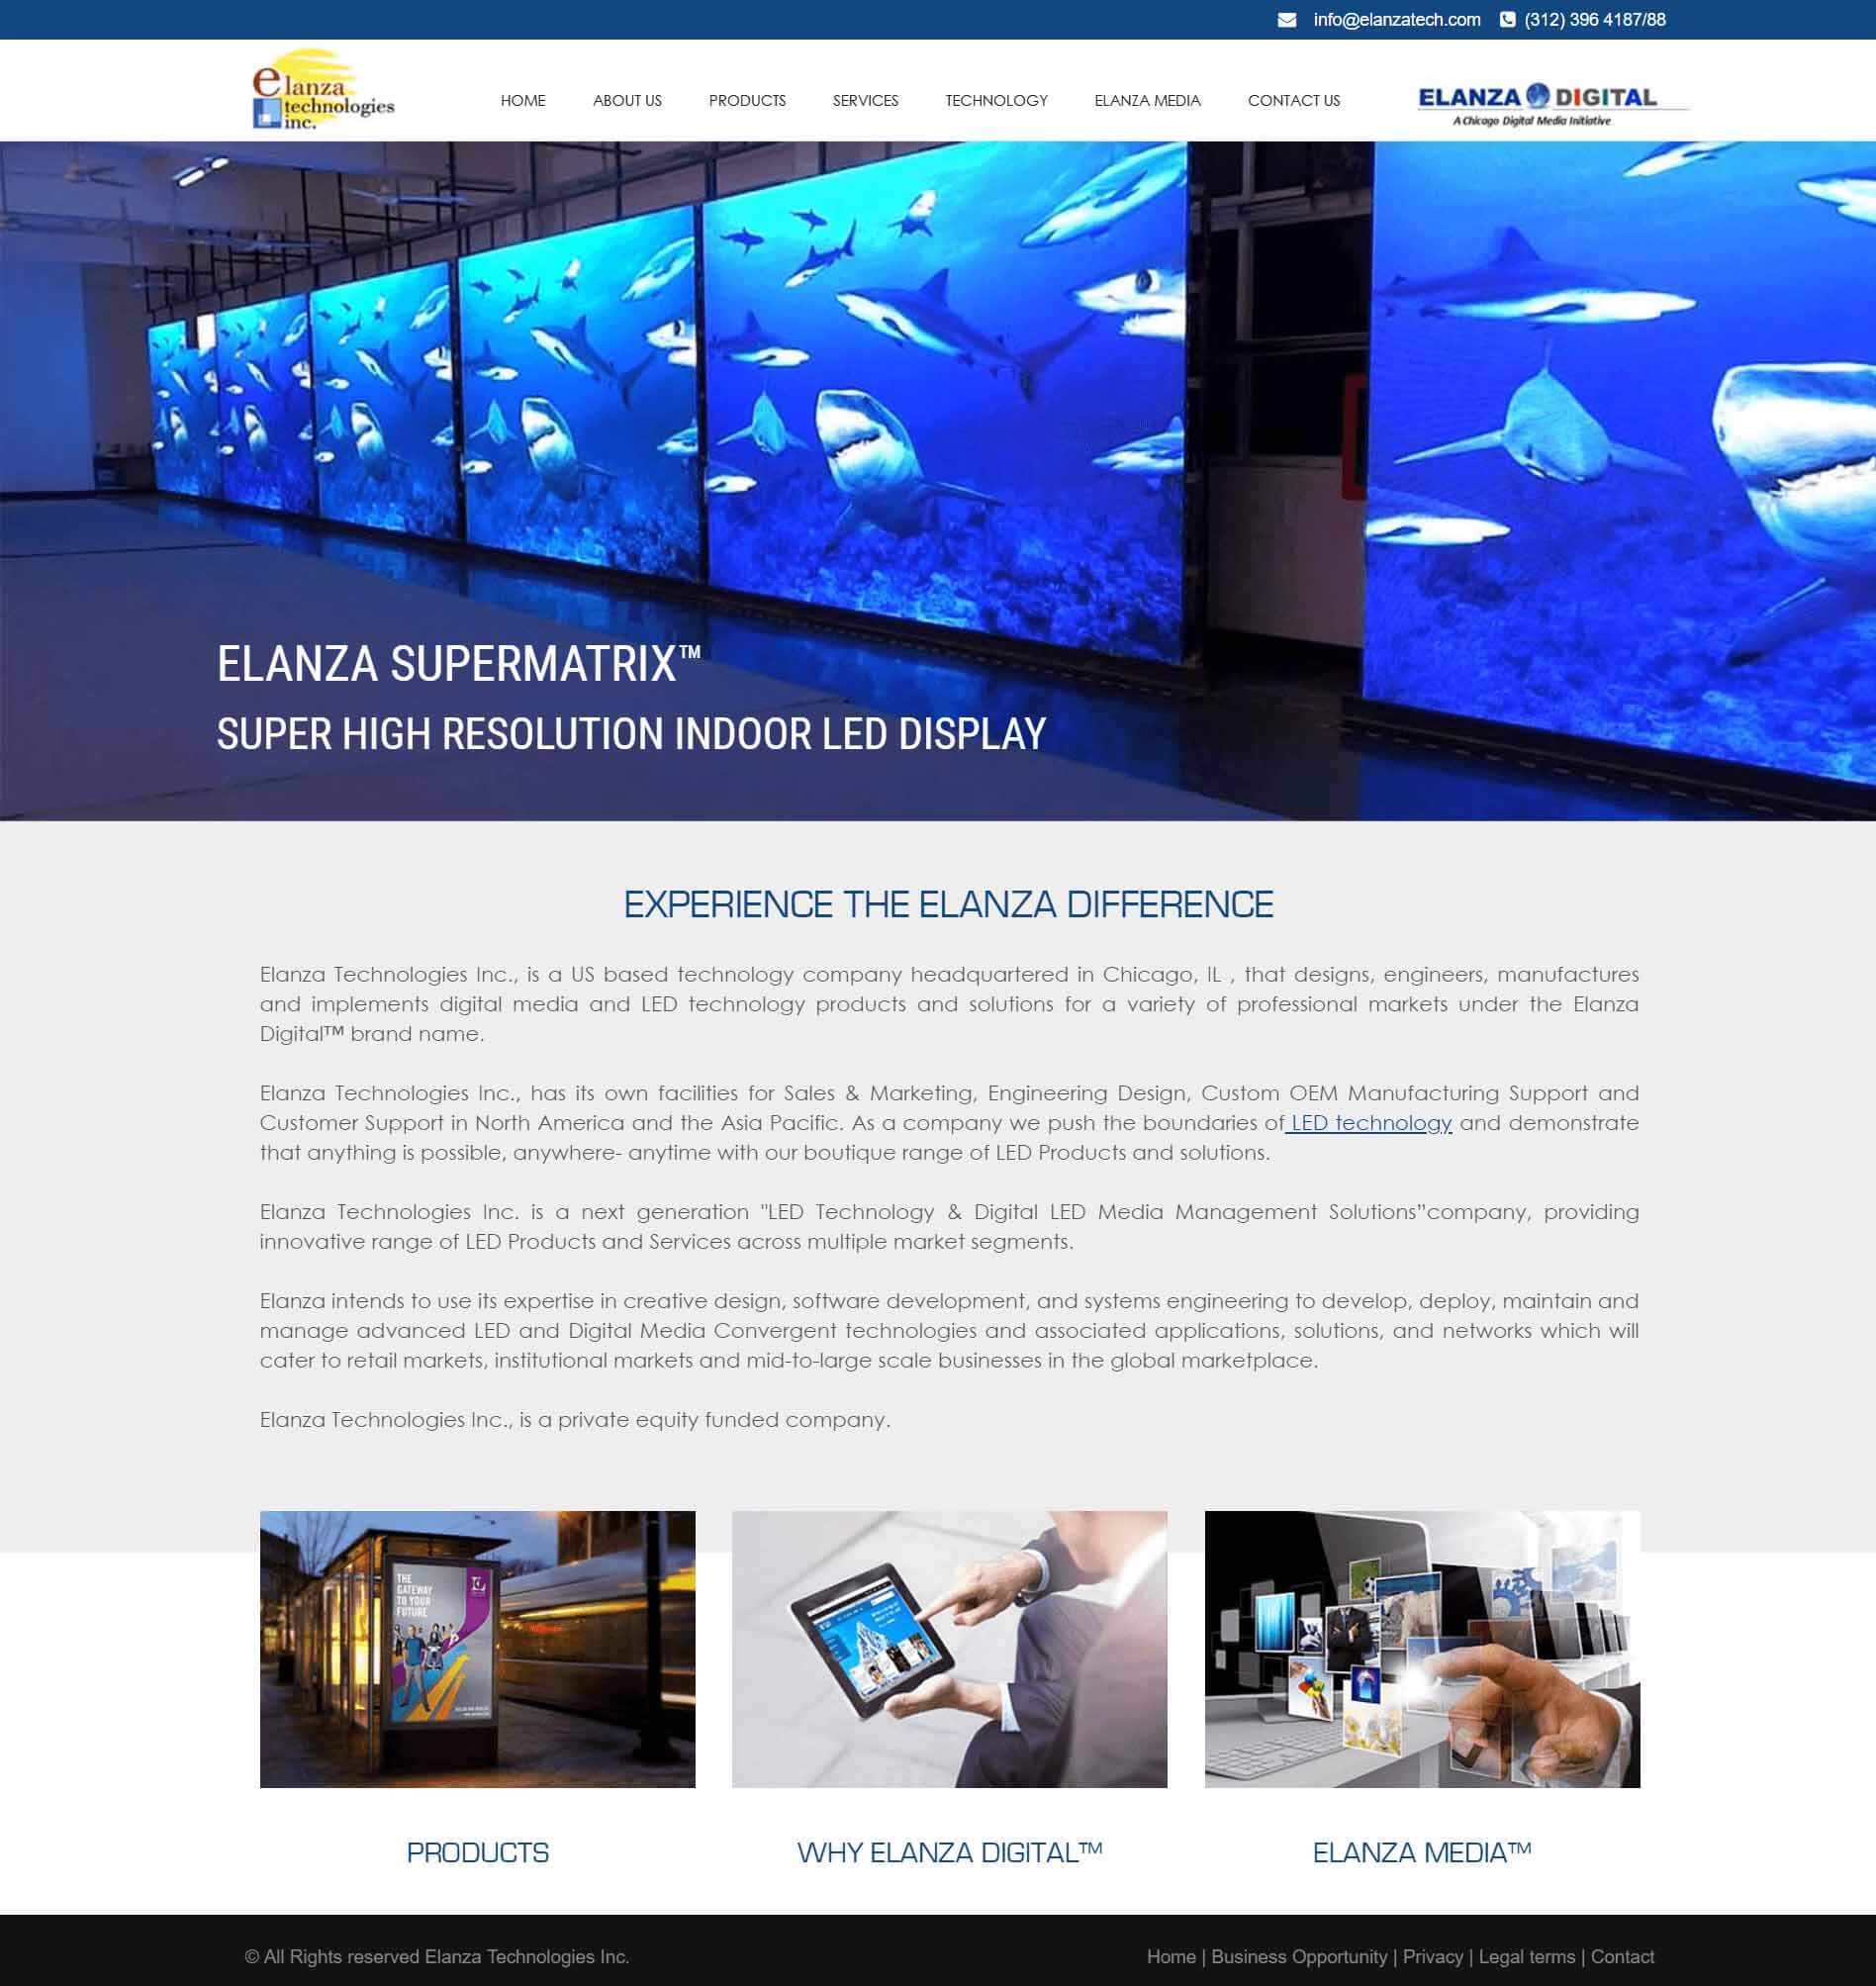 info@elanzatech.com (312) 396 4187/88
elanza
technologies
inc.
HOME ABOUT US PRODUCTS SERVICES TECHNOLOGY ELANZA MEDIA CONTACT US
ELANZA DIGITAL
A Chicago Digital Media Initiative
ELANZA SUPERMATRIX™
SUPER HIGH RESOLUTION INDOOR LED DISPLAY
EXPERIENCE THE ELANZA DIFFERENCE
Elanza Technologies Inc., is a US based technology company headquartered in Chicago, IL , that designs, engineers, manufactures
and implements digital media and LED technology products and solutions for a variety of professional markets under the Elanza
Digital™ brand name.
Elanza Technologies Inc., has its own facilities for Sales & Marketing, Engineering Design, Custom OEM Manufacturing Support and
Customer Support in North America and the Asia Pacific. As a company we push the boundaries of LED technology and demonstrate
that anything is possible, anywhere- anytime with our boutique range of LED Products and solutions.
Elanza Technologies Inc. is a next generation "LED Technology & Digital LED Media Management Solutions”company, providing
innovative range of LED Products and Services across multiple market segments.
Elanza intends to use its expertise in creative design, software development, and systems engineering to develop, deploy, maintain and
manage advanced LED and Digital Media Convergent technologies and associated applications, solutions, and networks which will
cater to retail markets, institutional markets and mid-to-large scale businesses in the global marketplace.
Elanza Technologies Inc., is a private equity funded company.
THE
GATEWAY
TO YOUR
FUTURE
PRODUCTS WHY ELANZA DIGITAL™ ELANZA MEDIA™
© All Rights reserved Elanza Technologies Inc. Home | Business Opportunity | Privacy | Legal terms | Contact